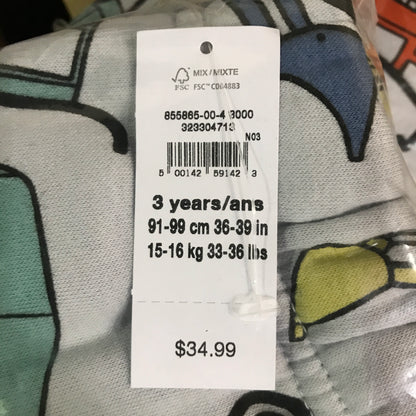 MIX/MIXTE
FSC FSC™ C004883
855865-00-4 3000
323304713
N03
5 00142 59142 3
3 years/ans
91-99 cm 36-39 in
15-16 kg 33-36 lbs
$34.99